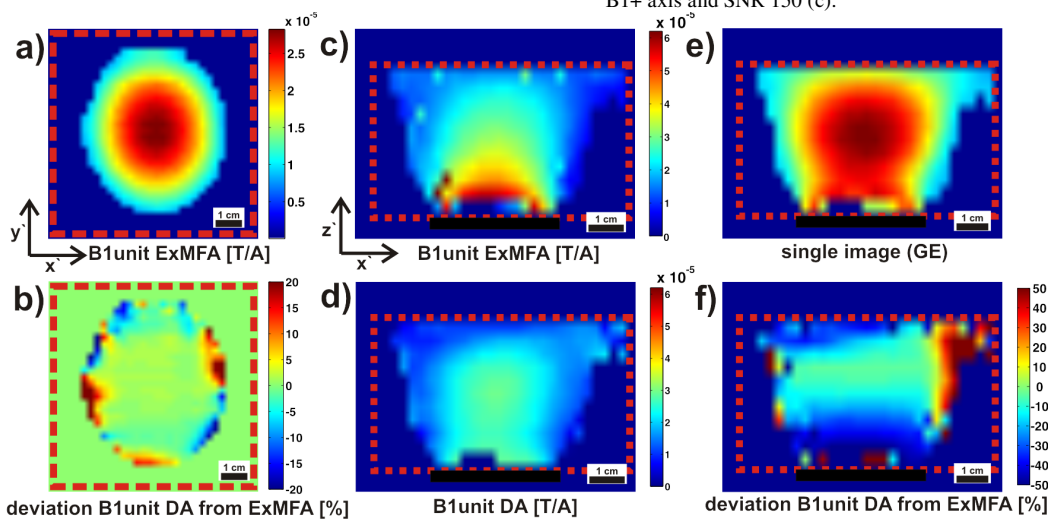 B1+ axis and SNR 150 (c).
a)
x 10⁻⁵
2.5
2
1.5
1
0.5
1 cm
y`
x`
B1unit ExMFA [T/A]
c)
x 10⁻⁵
6
5
4
3
2
1
0
1 cm
z`
x`
B1unit ExMFA [T/A]
e)
1 cm
single image (GE)
b)
20
15
10
5
0
-5
-10
-15
-20
1 cm
deviation B1unit DA from ExMFA [%]
d)
x 10⁻⁵
6
5
4
3
2
1
0
1 cm
B1unit DA [T/A]
f)
50
40
30
20
10
0
-10
-20
-30
-40
-50
1 cm
deviation B1unit DA from ExMFA [%]